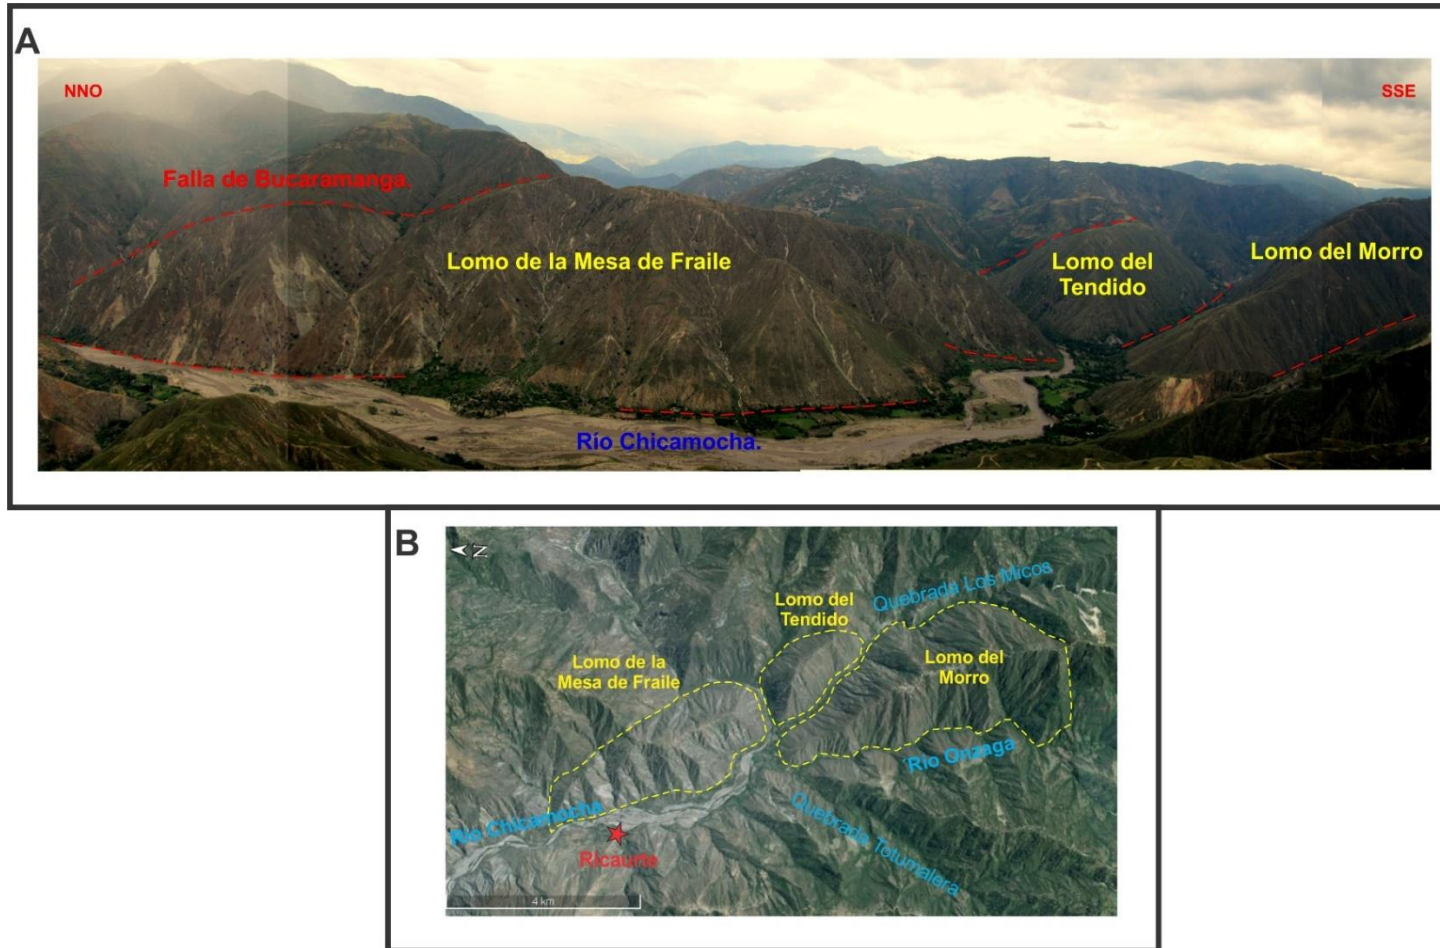 A
NNO
SSE
Falla de Bucaramanga.
Lomo de la Mesa de Fraile
Lomo del
Tendido
Lomo del Morro
Río Chicamocha.
B
N
Quebrada Los Micos
Lomo del
Tendido
Lomo de la
Mesa de Fraile
Lomo del
Morro
Río Onzaga
Río Chicamocha
Quebrada Totumalera
Ricaurte
4 km